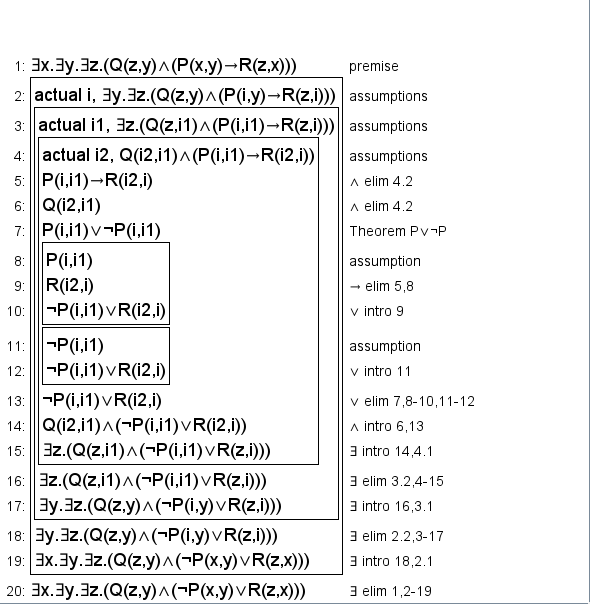 1: ∃x.∃y.∃z.(Q(z,y)∧(P(x,y)→R(z,x))) premise
2: actual i, ∃y.∃z.(Q(z,y)∧(P(i,y)→R(z,i))) assumptions
3: actual i1, ∃z.(Q(z,i1)∧(P(i,i1)→R(z,i))) assumptions
4: actual i2, Q(i2,i1)∧(P(i,i1)→R(i2,i)) assumptions
5: P(i,i1)→R(i2,i) ∧ elim 4.2
6: Q(i2,i1) ∧ elim 4.2
7: P(i,i1)∨¬P(i,i1) Theorem P∨¬P
8: P(i,i1) assumption
9: R(i2,i) → elim 5,8
10: ¬P(i,i1)∨R(i2,i) ∨ intro 9
11: ¬P(i,i1) assumption
12: ¬P(i,i1)∨R(i2,i) ∨ intro 11
13: ¬P(i,i1)∨R(i2,i) ∨ elim 7,8-10,11-12
14: Q(i2,i1)∧(¬P(i,i1)∨R(i2,i)) ∧ intro 6,13
15: ∃z.(Q(z,i1)∧(¬P(i,i1)∨R(z,i))) ∃ intro 14,4.1
16: ∃z.(Q(z,i1)∧(¬P(i,i1)∨R(z,i))) ∃ elim 3.2,4-15
17: ∃y.∃z.(Q(z,y)∧(¬P(i,y)∨R(z,i))) ∃ intro 16,3.1
18: ∃y.∃z.(Q(z,y)∧(¬P(i,y)∨R(z,i))) ∃ elim 2.2,3-17
19: ∃x.∃y.∃z.(Q(z,y)∧(¬P(x,y)∨R(z,x))) ∃ intro 18,2.1
20: ∃x.∃y.∃z.(Q(z,y)∧(¬P(x,y)∨R(z,x))) ∃ elim 1,2-19